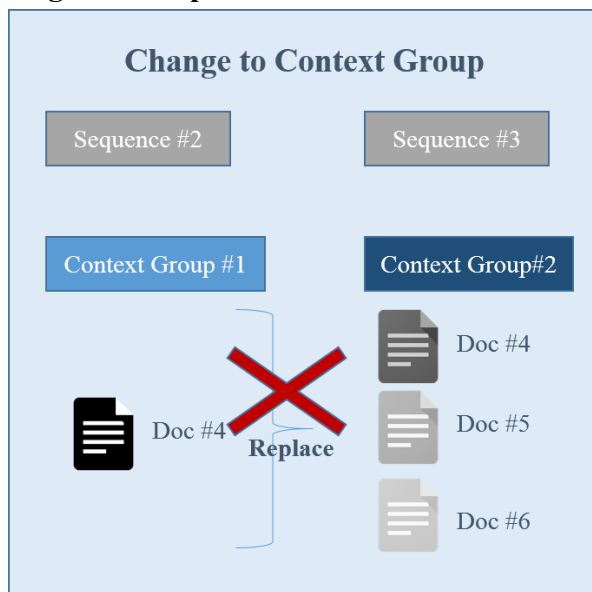 Change to Context Group
Sequence #2
Sequence #3
Context Group #1
Context Group#2
Doc #4
Doc #4
Doc #5
Replace
Doc #6